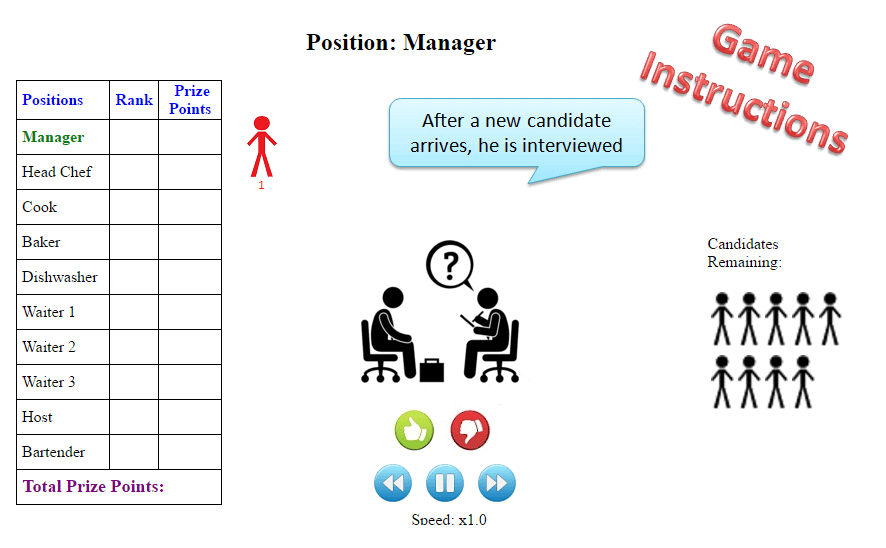 Position: Manager
Game
Instructions
Positions Rank Prize Points
Manager
Head Chef
Cook
Baker
Dishwasher
Waiter 1
Waiter 2
Waiter 3
Host
Bartender
Total Prize Points:
1
After a new candidate
arrives, he is interviewed
?
Candidates
Remaining:
Speed: x1.0